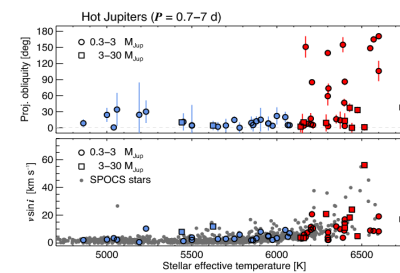 Hot Jupiters (P = 0.7–7 d)
180
150
120
90
60
30
0
Proj. obliquity [deg]
0.3–3 MJup
3–30 MJup
60
40
20
0
vsini [km s⁻¹]
0.3–3 MJup
3–30 MJup
SPOCS stars
5000 5500 6000 6500
Stellar effective temperature [K]